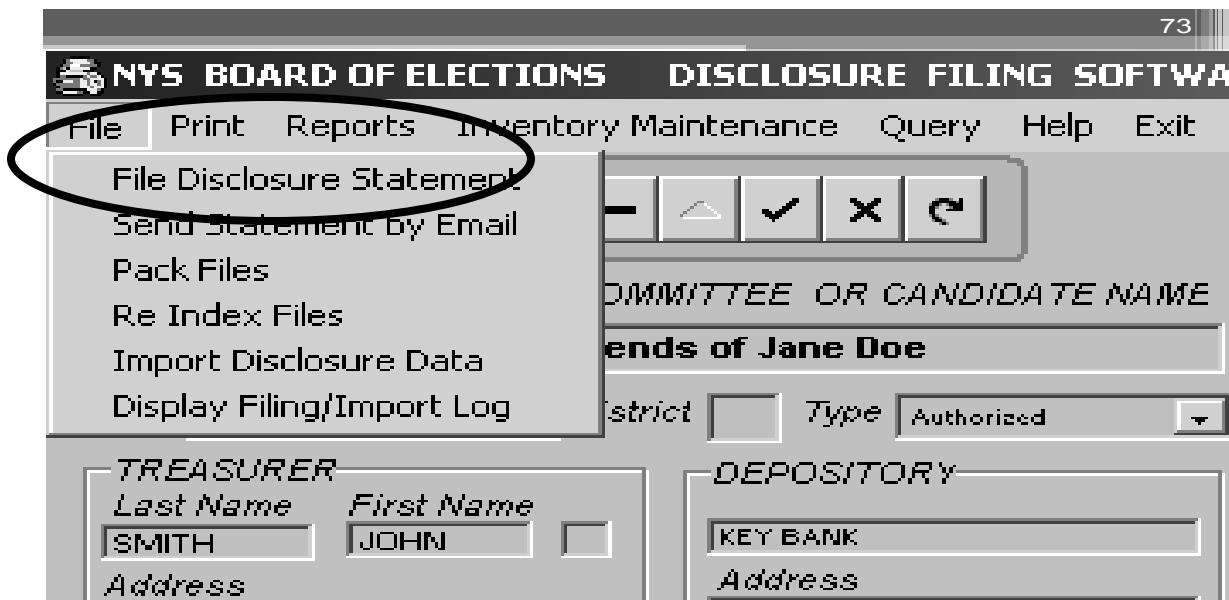 73
NYS BOARD OF ELECTIONS DISCLOSURE FILING SOFTWA
File Print Reports Inventory Maintenance Query Help Exit
File Disclosure Statement
Send Statement by Email
Pack Files
Re Index Files
Import Disclosure Data
Display Filing/Import Log
OMMITTEE OR CANDIDATE NAME
ends of Jane Doe
strict Type Authorized
TREASURER
Last Name First Name
SMITH JOHN
Address
DEPOSITORY
KEY BANK
Address